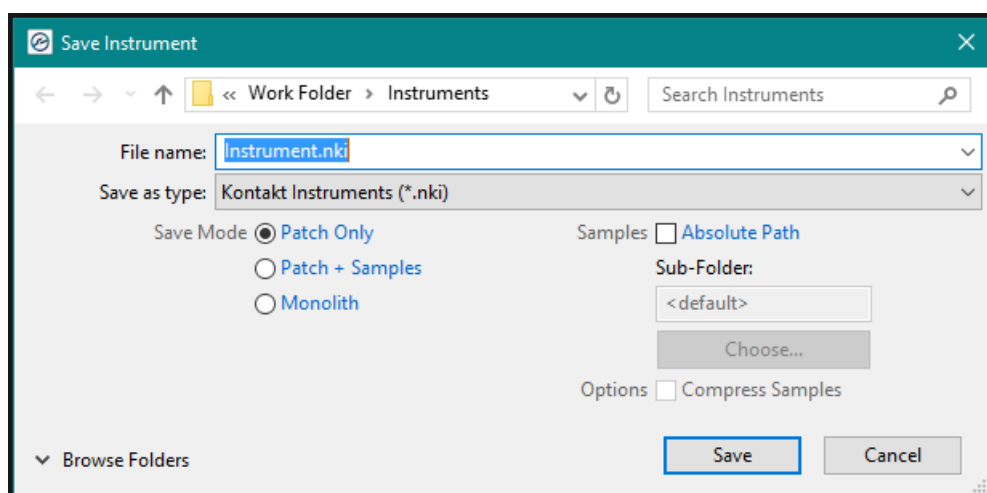 Save Instrument
« Work Folder > Instruments
Search Instruments
File name: Instrument.nki
Save as type: Kontakt Instruments (*.nki)
Save Mode Patch Only Samples Absolute Path
Patch + Samples Sub-Folder:
Monolith <default>
Choose...
Options Compress Samples
Browse Folders Save Cancel